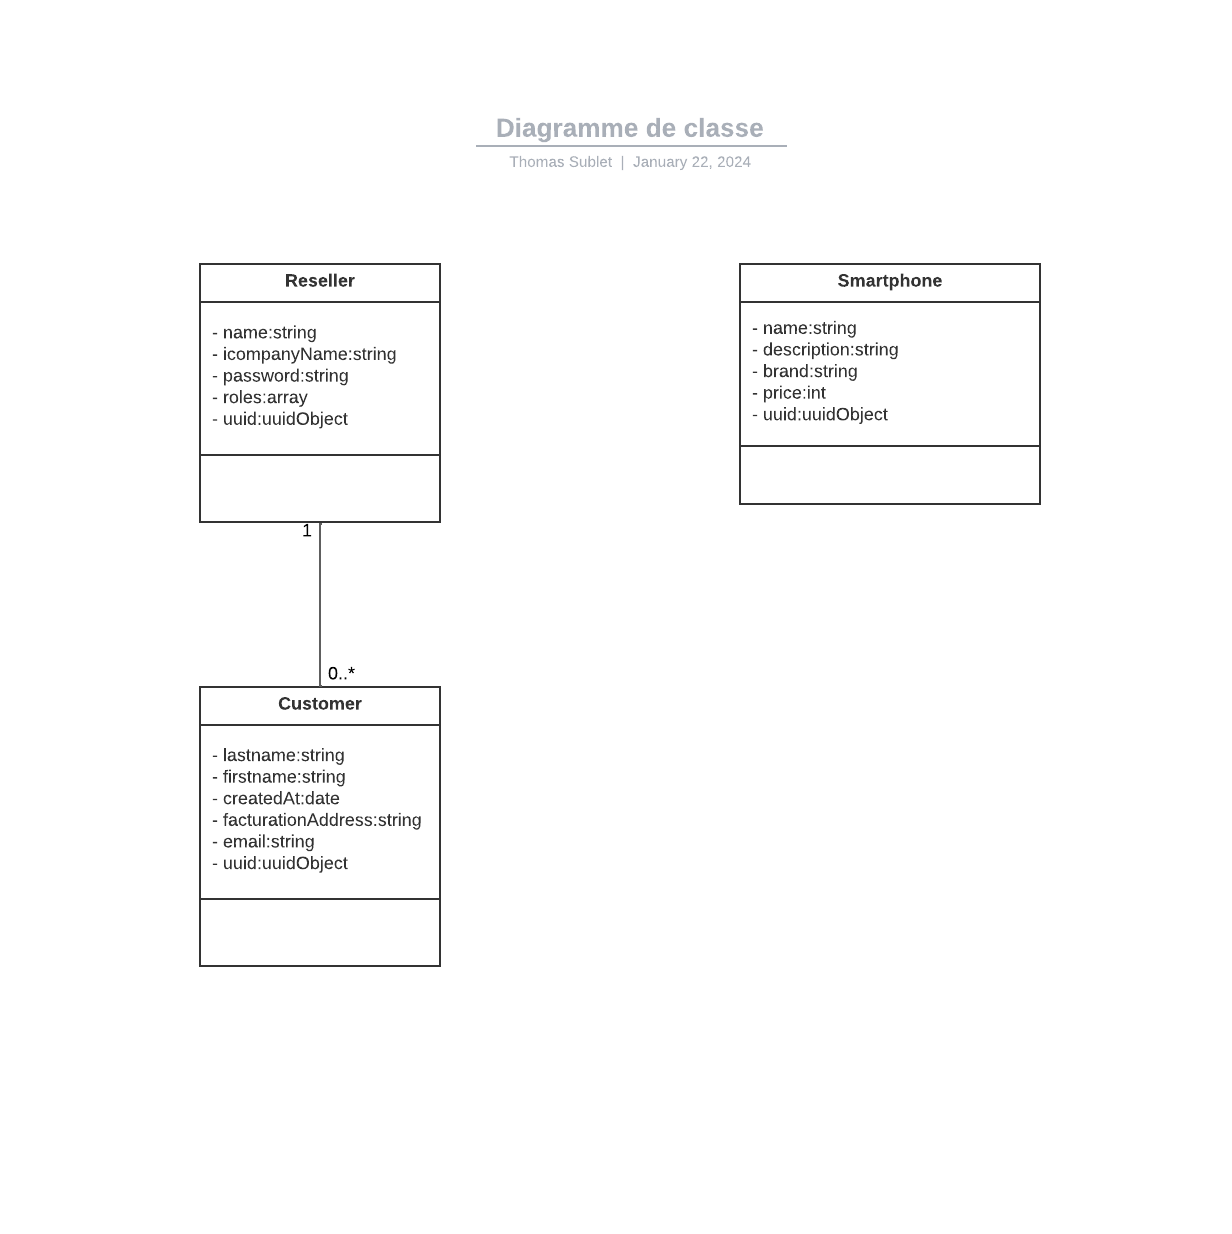 Diagramme de classe
Thomas Sublet | January 22, 2024
Reseller
- name:string
- icompanyName:string
- password:string
- roles:array
- uuid:uuidObject
Smartphone
- name:string
- description:string
- brand:string
- price:int
- uuid:uuidObject
1
0..*
Customer
- lastname:string
- firstname:string
- createdAt:date
- facturationAddress:string
- email:string
- uuid:uuidObject